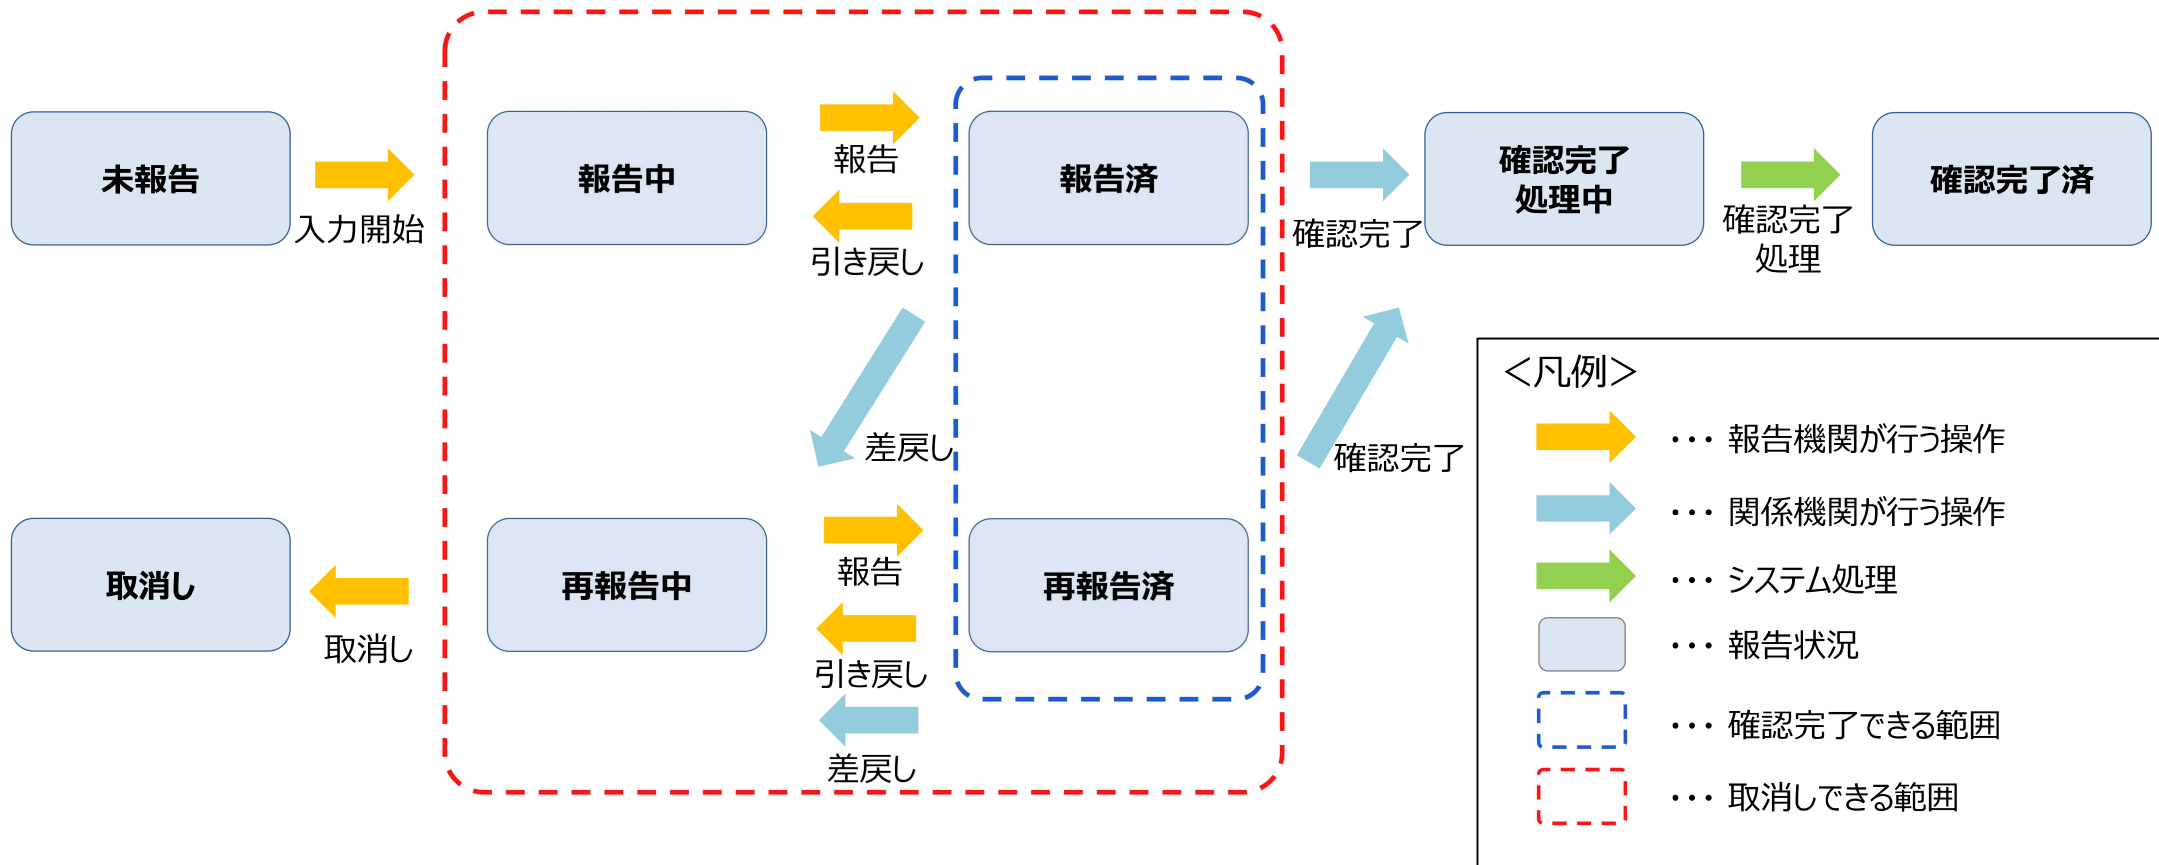 未報告
入力開始
報告中
報告
引き戻し
報告済
確認完了
確認完了
処理中
確認完了
処理
確認完了済
差戻し
確認完了
取消し
取消し
再報告中
報告
引き戻し
差戻し
再報告済
＜凡例＞
・・・ 報告機関が行う操作
・・・ 関係機関が行う操作
・・・ システム処理
・・・ 報告状況
・・・ 確認完了できる範囲
・・・ 取消しできる範囲